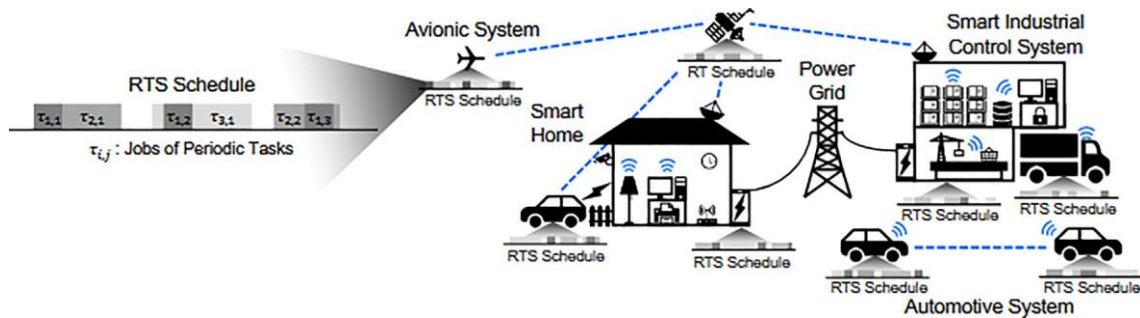 Avionic System
RTS Schedule
RTS Schedule
τ1,1 τ2,1 τ1,2 τ3,1 τ2,2 τ1,3
τi,j : Jobs of Periodic Tasks
RT Schedule
Smart
Home
Power
Grid
Smart Industrial
Control System
RTS Schedule
RTS Schedule
RTS Schedule
RTS Schedule
RTS Schedule
RTS Schedule
Automotive System